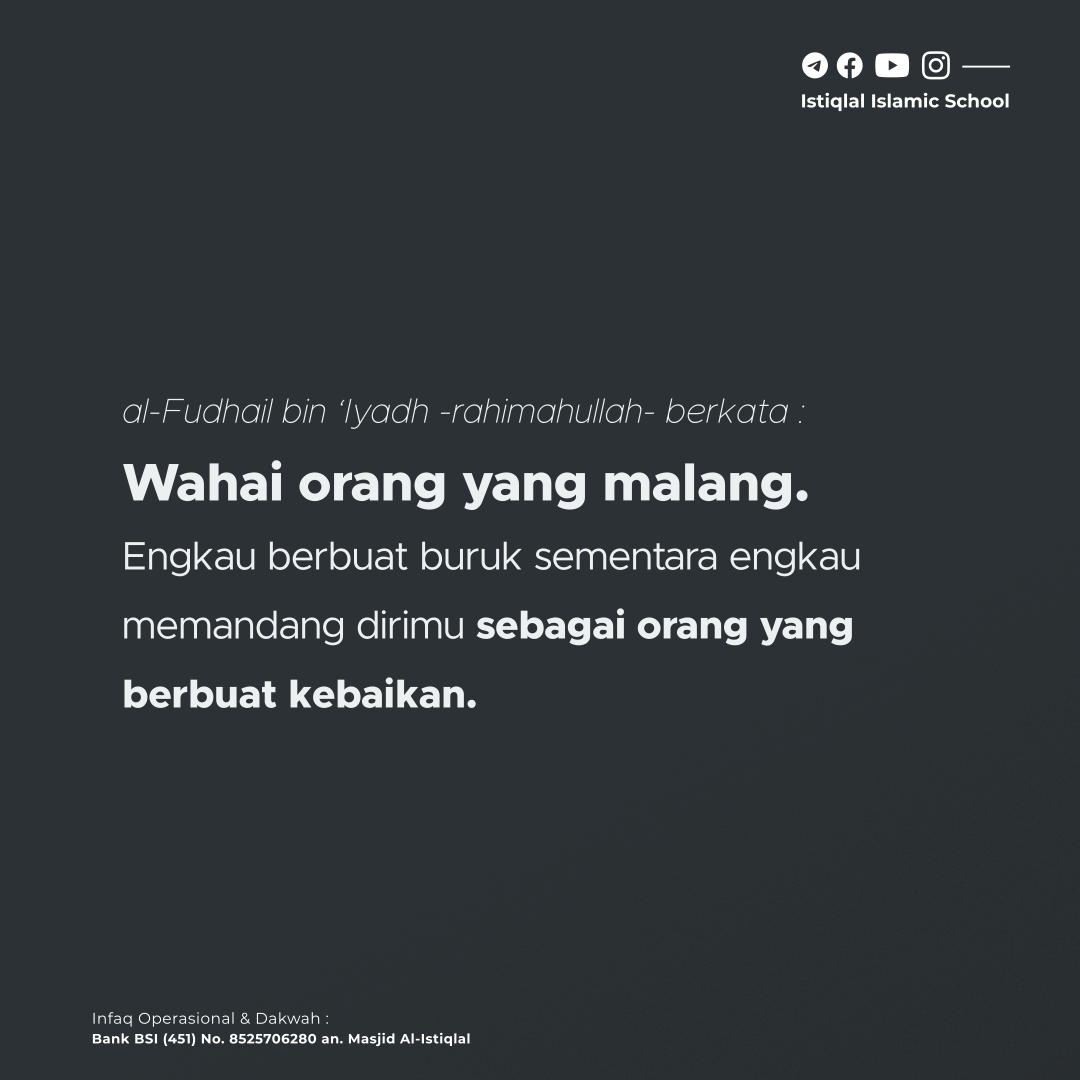 Istiqlal Islamic School
al-Fudhail bin ‘Iyadh -rahimahullah- berkata :
Wahai orang yang malang.
Engkau berbuat buruk sementara engkau
memandang dirimu sebagai orang yang
berbuat kebaikan.
Infaq Operasional & Dakwah :
Bank BSI (451) No. 8525706280 an. Masjid Al-Istiqlal